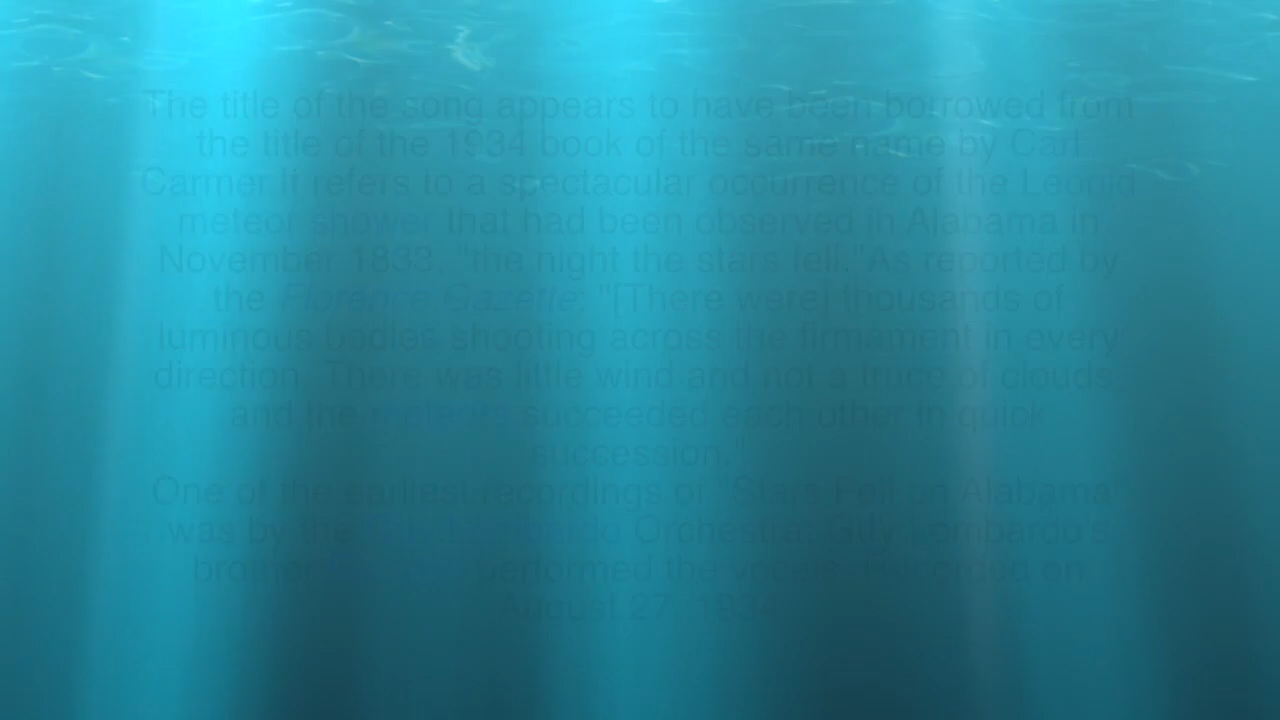 The title of the song appears to have been borrowed from
the title of the 1934 book of the same name by Carl
Carmer.It refers to a spectacular occurrence of the Leonid
meteor shower that had been observed in Alabama in
November 1833, "the night the stars fell."As reported by
the Florence Gazette: "[There were] thousands of
luminous bodies shooting across the firmament in every
direction. There was little wind and not a trace of clouds
and the meteors succeeded each other in quick
succession."
One of the earliest recordings of "Stars Fell on Alabama"
was by the Guy Lombardo Orchestra. Guy Lombardo's
brother performed the vocals. Recorded on
August 27, 1934